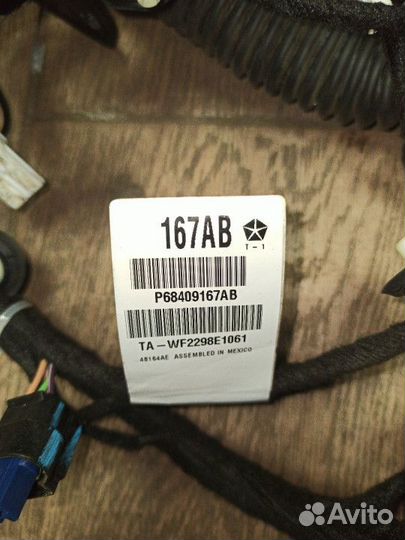 167AB
T-1
P68409167AB
TA-WF2298E1061
48164AE ASSEMBLED IN MEXICO
Avito